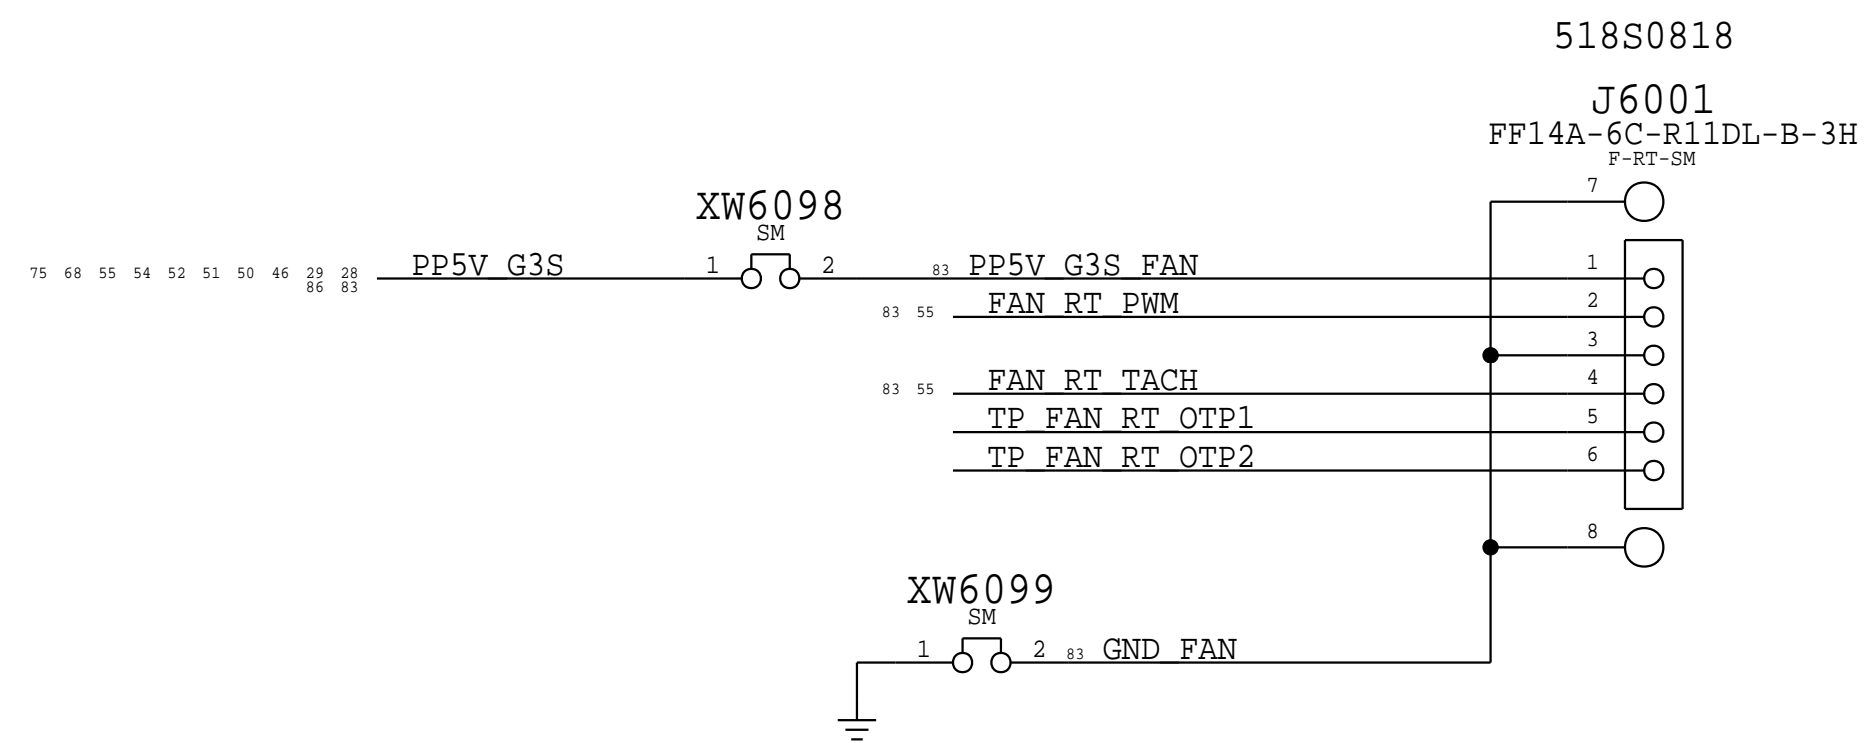 518S0818
J6001
FF14A-6C-R11DL-B-3H
F-RT-SM
7
XW6098
SM
75 68 55 54 52 51 50 46 29 28
86 83
PP5V_G3S
1
2
83 PP5V_G3S_FAN
1
83 55 FAN_RT_PWM
2
3
83 55 FAN_RT_TACH
4
TP_FAN_RT_OTP1
5
TP_FAN_RT_OTP2
6
8
XW6099
SM
1
2
83 GND_FAN